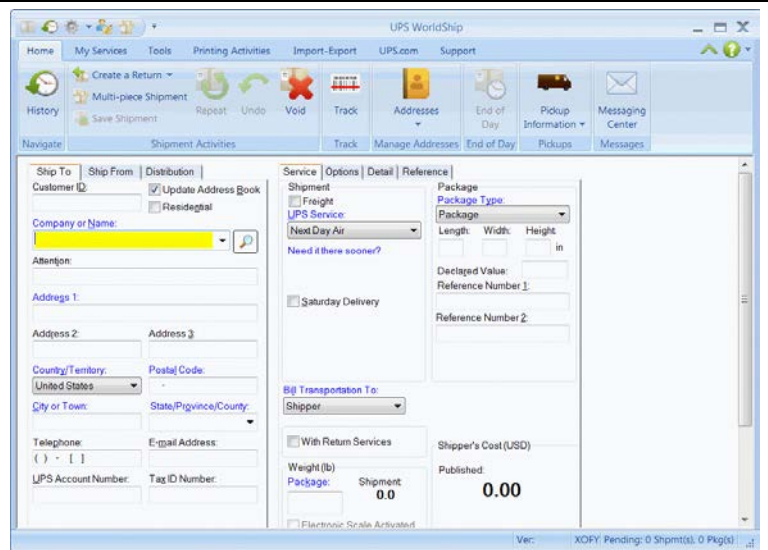 UPS WorldShip
Home My Services Tools Printing Activities Import-Export UPS.com Support
History
Create a Return
Multi-piece Shipment
Save Shipment
Repeat Undo Void Track Addresses End of Day Pickup Information Messaging Center
Navigate Shipment Activities Track Manage Addresses End of Day Pickups Messages
Ship To Ship From Distribution
Customer ID:
Update Address Book
Residential
Company or Name:
Attention:
Address 1:
Address 2: Address 3:
Country/Territory: Postal Code:
United States -
City or Town: State/Province/County:
Telephone: E-mail Address:
( ) - [ ]
UPS Account Number: Tax ID Number:
Service Options Detail Reference
Shipment
Freight
UPS Service:
Next Day Air
Need it there sooner?
Saturday Delivery
Bill Transportation To:
Shipper
With Return Services
Weight (lb)
Package: Shipment
0.0
Electronic Scale Activated
Package
Package Type:
Package
Length: Width: Height:
in
Declared Value:
Reference Number 1:
Reference Number 2:
Shipper's Cost (USD)
Published:
0.00
Ver: XOFY Pending: 0 Shpmt(s), 0 Pkg(s)